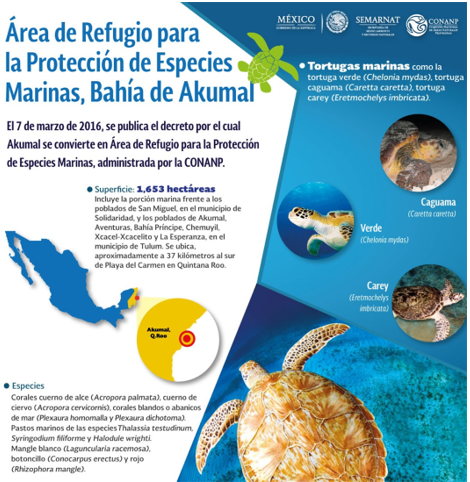 MÉXICO
GOBIERNO DE LA REPÚBLICA
SEMARNAT
SECRETARÍA DE
MEDIO AMBIENTE
Y RECURSOS NATURALES
CONANP
Área de Refugio para
la Protección de Especies
Marinas, Bahía de Akumal
El 7 de marzo de 2016, se publica el decreto por el cual
Akumal se convierte en Área de Refugio para la Protección
de Especies Marinas, administrada por la CONANP.
• Tortugas marinas como la
tortuga verde (Chelonia mydas), tortuga
caguama (Caretta caretta), tortuga
carey (Eretmochelys imbricata).
Caguama
(Caretta caretta)
Verde
(Chelonia mydas)
Carey
(Eretmochelys
imbricata)
• Superficie: 1,653 hectáreas
Incluye la porción marina frente a los
poblados de San Miguel, en el municipio de
Solidaridad, y los poblados de Akumal,
Aventuras, Bahía Príncipe, Chemuyil,
Xcacel-Xcacelito y La Esperanza, en el
municipio de Tulum. Se ubica,
aproximadamente a 37 kilómetros al sur
de Playa del Carmen en Quintana Roo.
Akumal,
Q.Roo
• Especies
Corales cuerno de alce (Acropora palmata), cuerno de
ciervo (Acropora cervicornis), corales blandos o abanicos
de mar (Plexaura homomalla y Plexaura dichotoma).
Pastos marinos de las especies Thalassia testudinum,
Syringodium filiforme y Halodule wrighti.
Mangle blanco (Laguncularia racemosa),
botoncillo (Conocarpus erectus) y rojo
(Rhizophora mangle).